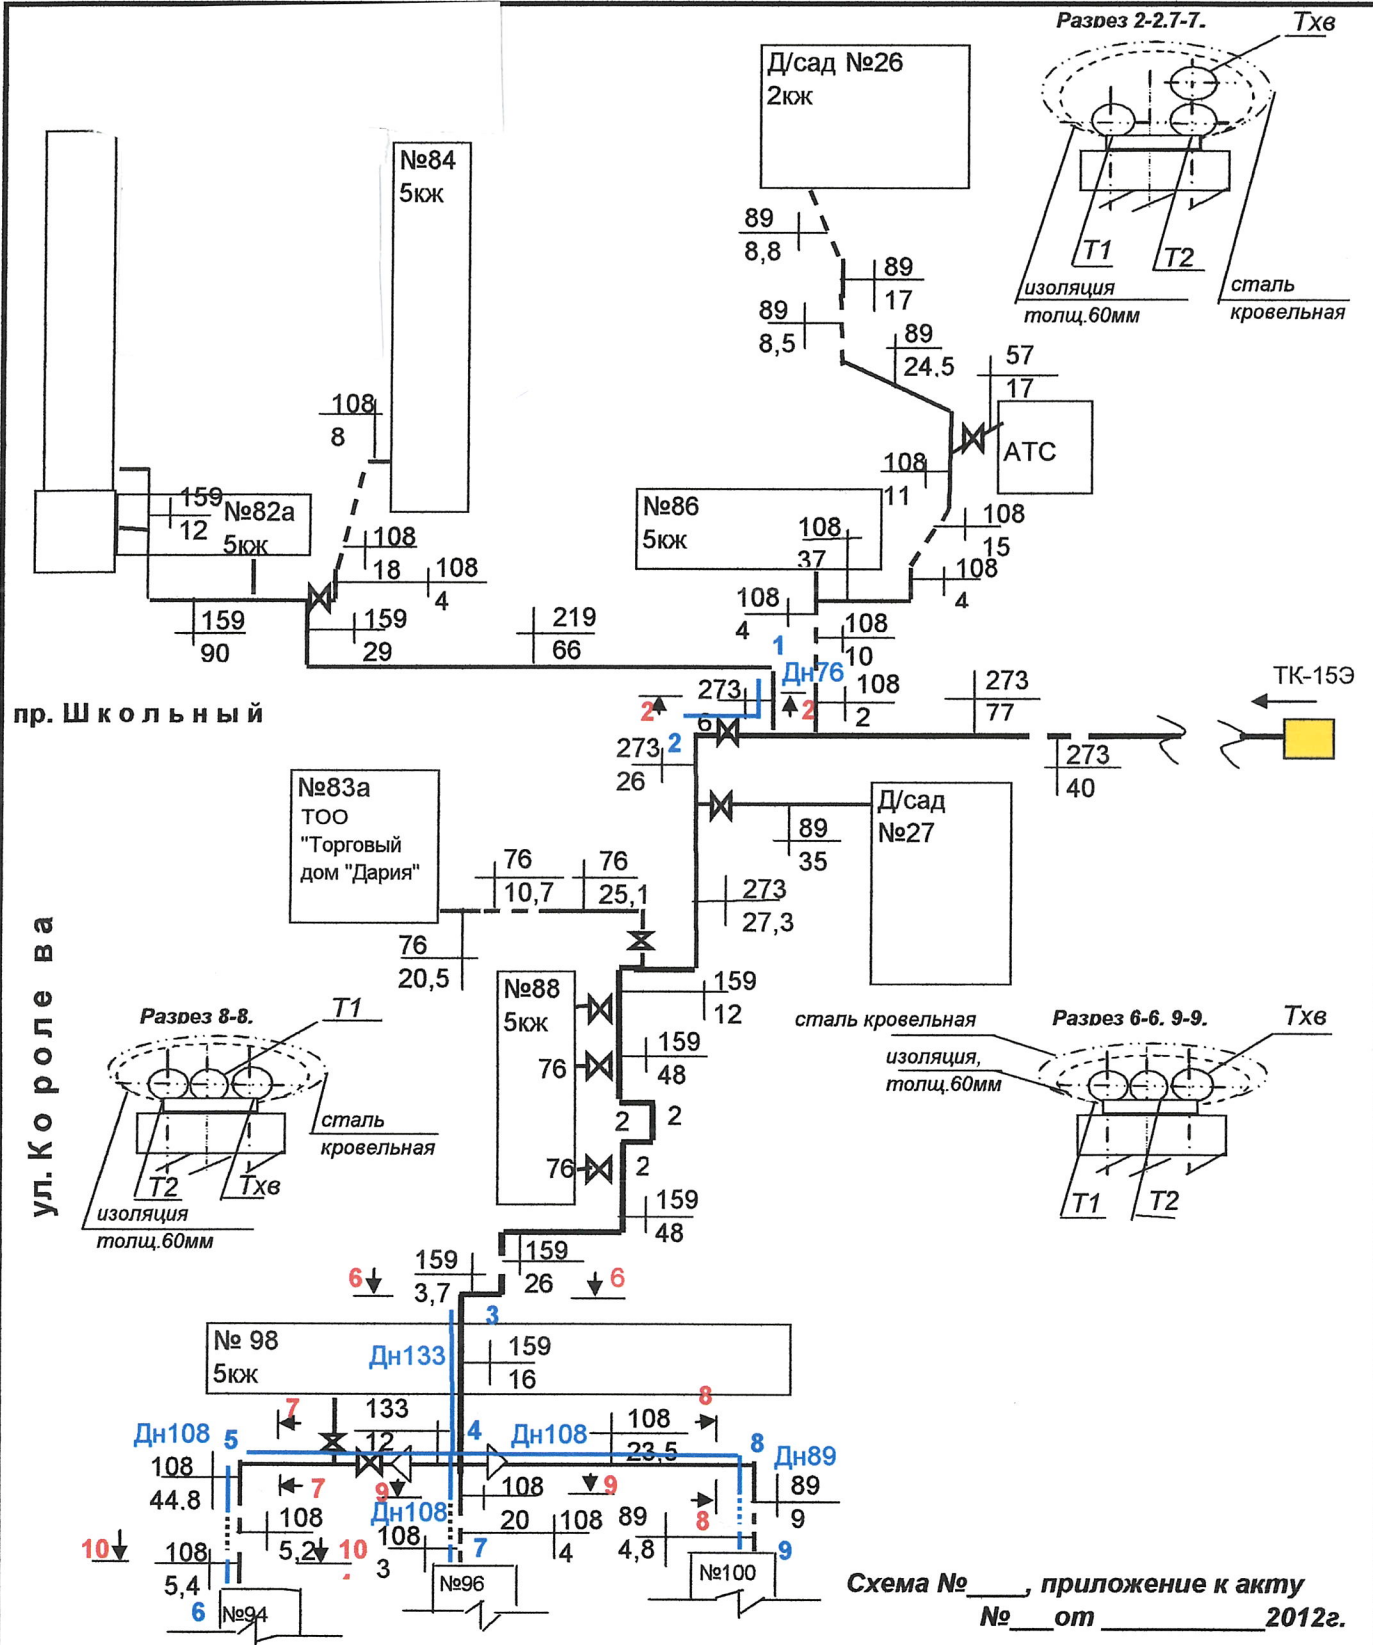 Разрез 2-2.7-7.
Тхв
Д/сад №26
2кж
№84
5кж
89
8,8
89
17
Т1
Т2
изоляция
толщ.60мм
сталь
кровельная
89
8,5
89
24,5
57
17
АТС
108
8
108
11
159
12
№82а
5кж
№86
5кж
108
37
108
15
108
18
108
4
108
4
108
4
159
90
159
29
219
66
1
108
10
Дн76
273
6
108
2
273
77
ТК-15Э
2
2
2
пр. Школьный
273
26
273
40
№83а
ТОО
"Торговый
дом "Дария"
Д/сад
№27
89
35
76
10,7
76
25,1
273
27,3
76
20,5
ул. Короле ва
№88
5кж
159
12
Разрез 8-8.
Т1
сталь кровельная
Разрез 6-6. 9-9.
Тхв
изоляция,
толщ.60мм
76
159
48
2
2
сталь
кровельная
76
2
Т2
Тхв
изоляция
толщ.60мм
Т1
Т2
159
48
159
3,7
159
26
6
6
3
№ 98
5кж
Дн133
159
16
7
8
133
12
4
Дн108
108
23,5
Дн108
5
8
Дн89
108
44.8
7
9
9
108
89
9
Дн108
8
108
5,2
20
108
4
89
4,8
10
10
108
5,4
108
3
7
9
№96
№100
6
№94
Схема №____, приложение к акту
№___от ____________2012г.